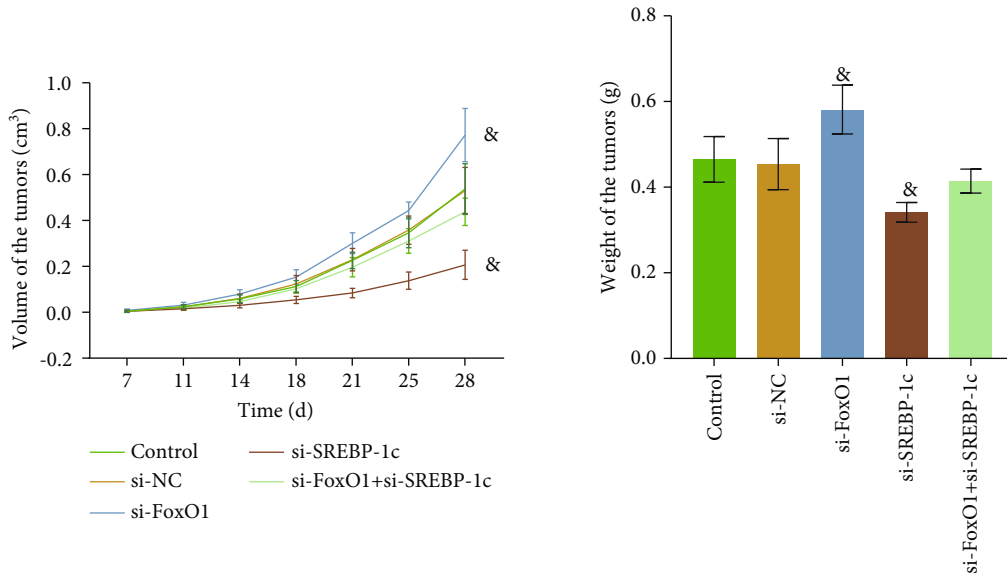 Volume of the tumors (cm³)
1.0
0.8
0.6
0.4
0.2
0.0
-0.2
&
&
7 11 14 18 21 25 28
Time (d)
Control
si-NC
si-FoxO1
si-SREBP-1c
si-FoxO1+si-SREBP-1c
Weight of the tumors (g)
0.8
0.6
0.4
0.2
0.0
&
&
Control
si-NC
si-FoxO1
si-SREBP-1c
si-FoxO1+si-SREBP-1c